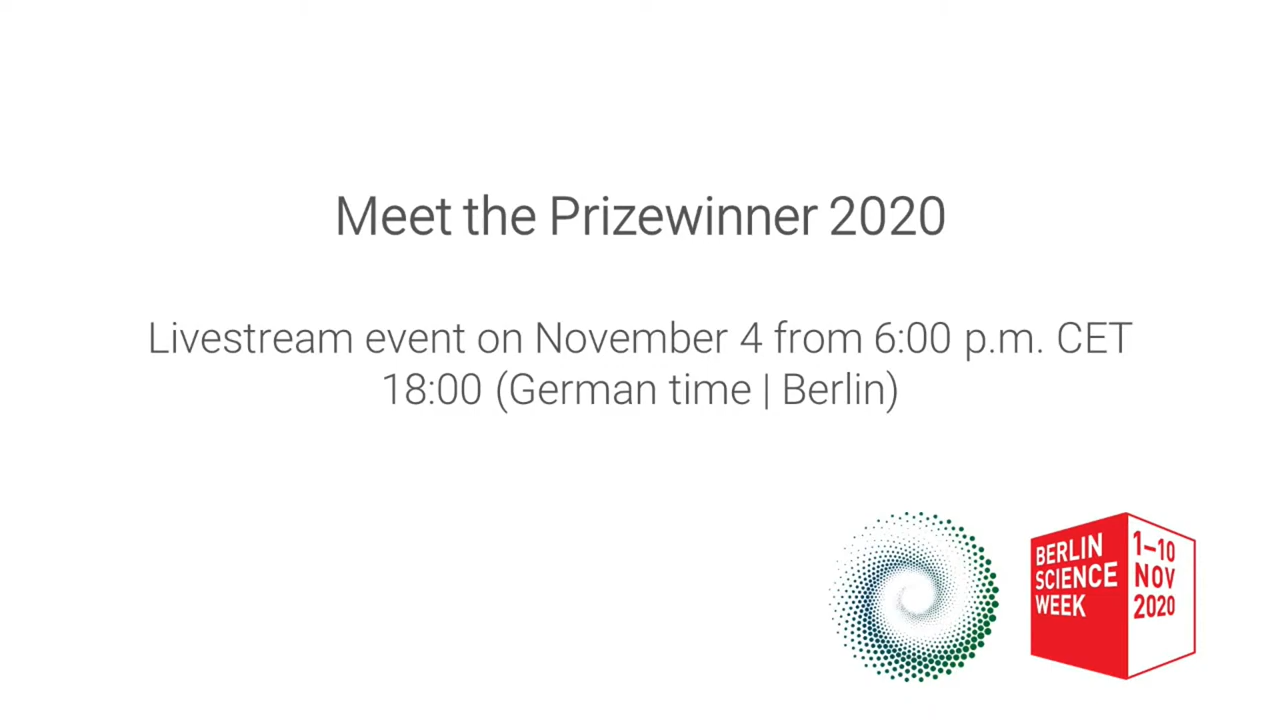 Meet the Prizewinner 2020
Livestream event on November 4 from 6:00 p.m. CET
18:00 (German time | Berlin)
BERLIN
SCIENCE
WEEK
1–10
NOV
2020